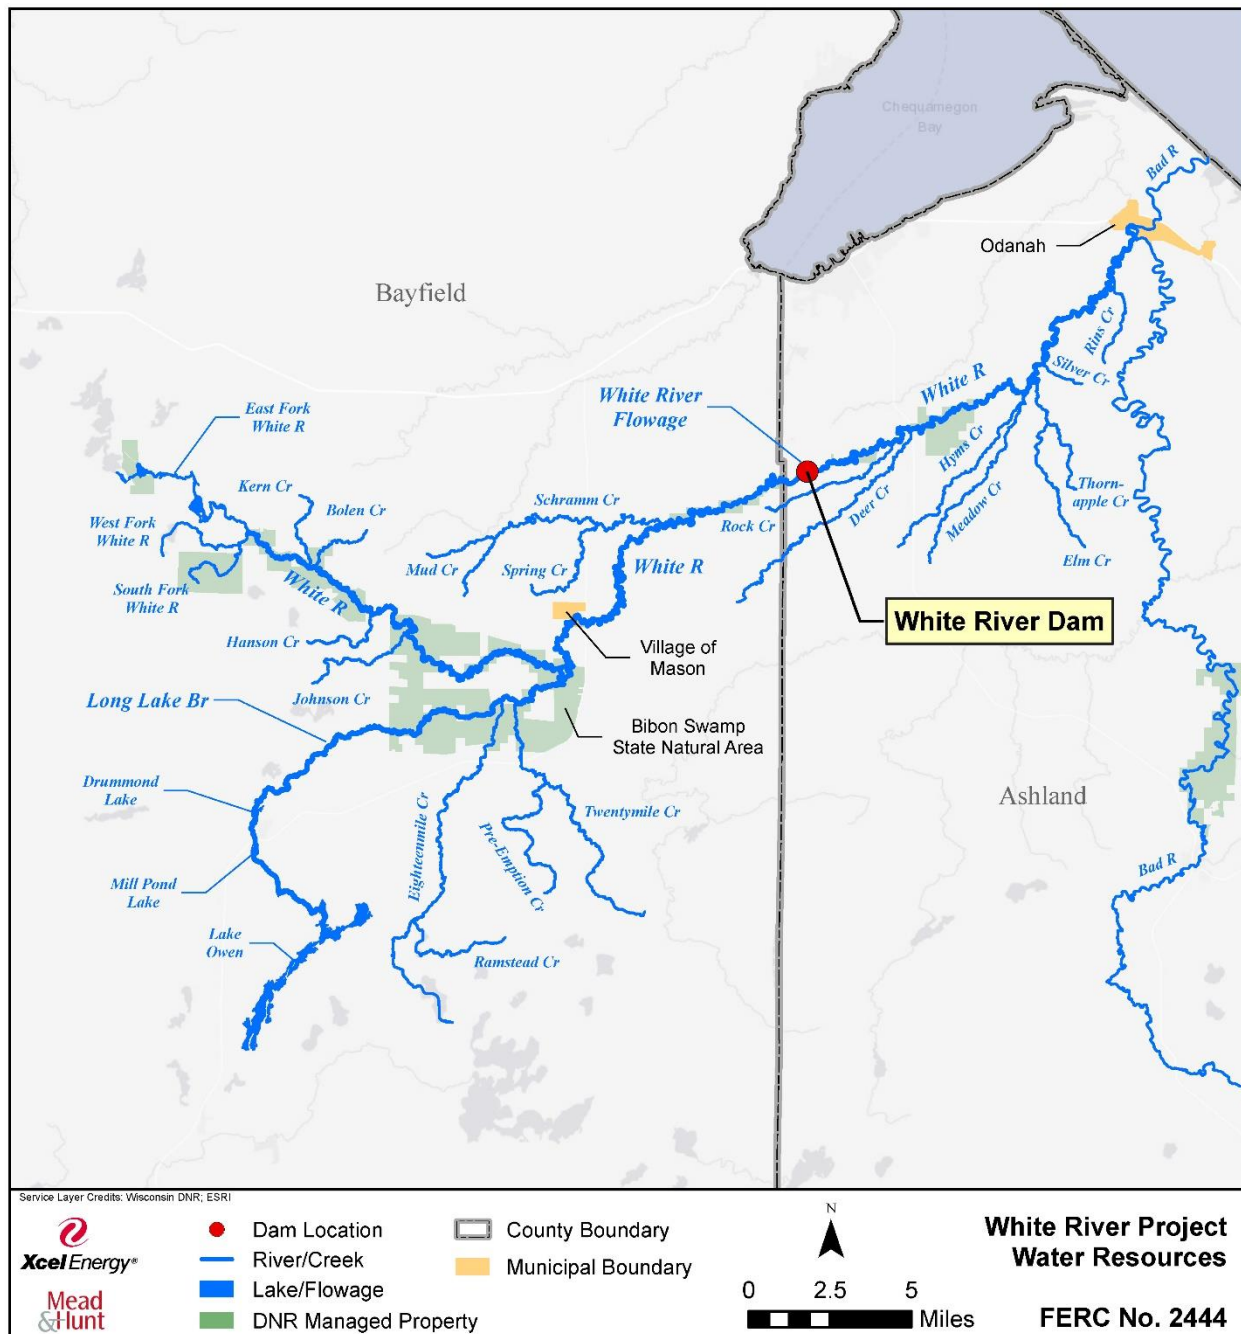 Chequamegon
Bay
Bad R
Odanah
Bayfield
Rins Cr
Silver Cr
White R
White River
Flowage
East Fork
White R
Kern Cr
Bolen Cr
Schramm Cr
Hyms Cr
Thorn-
apple Cr
West Fork
White R
Rock Cr
Deer Cr
Meadow Cr
Mud Cr
Spring Cr
White R
Elm Cr
South Fork
White R
White R
White River Dam
Hanson Cr
Village of
Mason
Johnson Cr
Long Lake Br
Bibon Swamp
State Natural Area
Drummond
Lake
Ashland
Eighteenmile Cr
Pre-Emption Cr
Twentymile Cr
Mill Pond
Lake
Bad R
Lake
Owen
Ramstead Cr
Service Layer Credits: Wisconsin DNR; ESRI
Xcel Energy®
Mead
&Hunt
Dam Location
River/Creek
Lake/Flowage
DNR Managed Property
County Boundary
Municipal Boundary
N
0 2.5 5
Miles
White River Project
Water Resources
FERC No. 2444